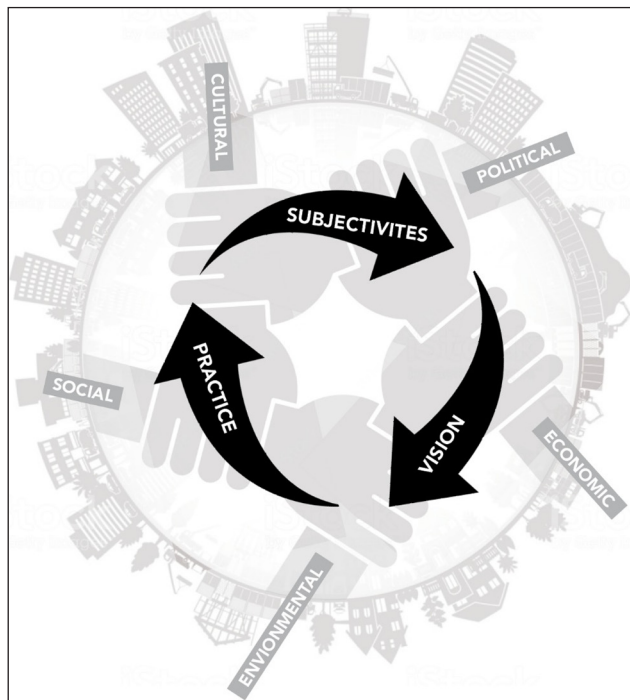 CULTURAL
POLITICAL
SUBJECTIVITES
PRACTICE
VISION
SOCIAL
ECONOMIC
ENVIONMENTAL